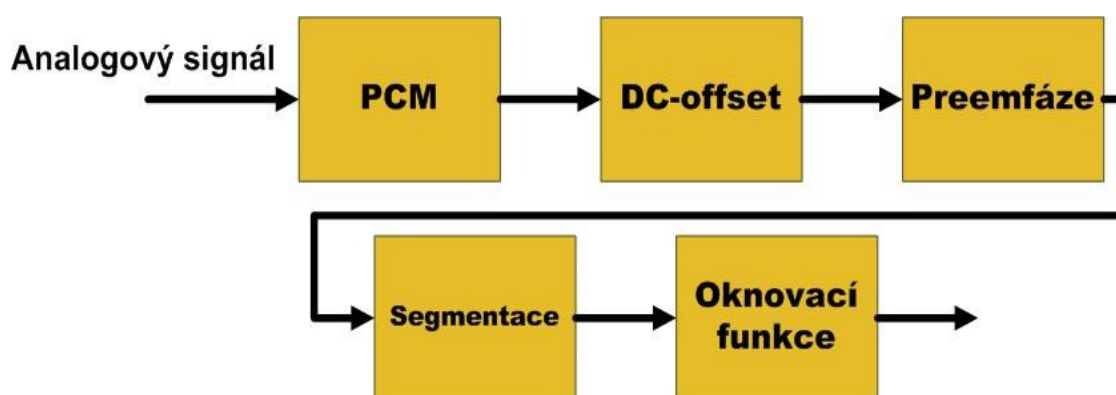 Analogový signál
PCM
DC-offset
Preemfáze
Segmentace
Oknovací
funkce